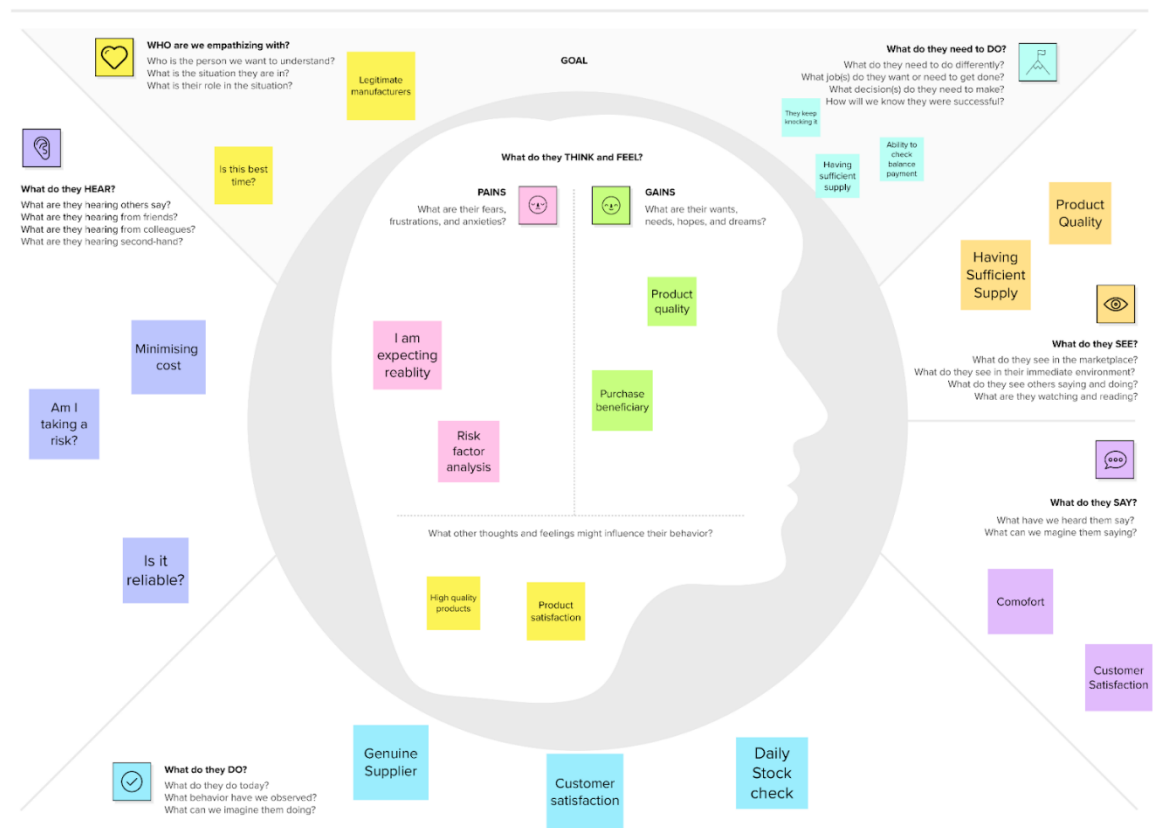 WHO are we empathizing with?
Who is the person we want to understand?
What is the situation they are in?
What is their role in the situation?
Legitimate
manufacturers
Is this best
time?
GOAL
What do they need to DO?
What do they need to do differently?
What job(s) do they want or need to get done?
What decision(s) do they need to make?
How will we know they were successful?
They keep
knocking it
Having
sufficient
supply
Ability to
check
balance
payment
What do they HEAR?
What are they hearing others say?
What are they hearing from friends?
What are they hearing from colleagues?
What are they hearing second-hand?
Minimising
cost
Am I
taking a
risk?
Is it
reliable?
What do they THINK and FEEL?
PAINS
What are their fears,
frustrations, and anxieties?
I am
expecting
reablity
Risk
factor
analysis
GAINS
What are their wants,
needs, hopes, and dreams?
Product
quality
Purchase
beneficiary
What other thoughts and feelings might influence their behavior?
High quality
products
Product
satisfaction
Product
Quality
Having
Sufficient
Supply
What do they SEE?
What do they see in the marketplace?
What do they see in their immediate environment?
What do they see others saying and doing?
What are they watching and reading?
What do they SAY?
What have we heard them say?
What can we magine them saying?
Comofort
Customer
Satisfaction
What do they DO?
What do they do today?
What behavior have we observed?
What can we imagine them doing?
Genuine
Supplier
Customer
satisfaction
Daily
Stock
check